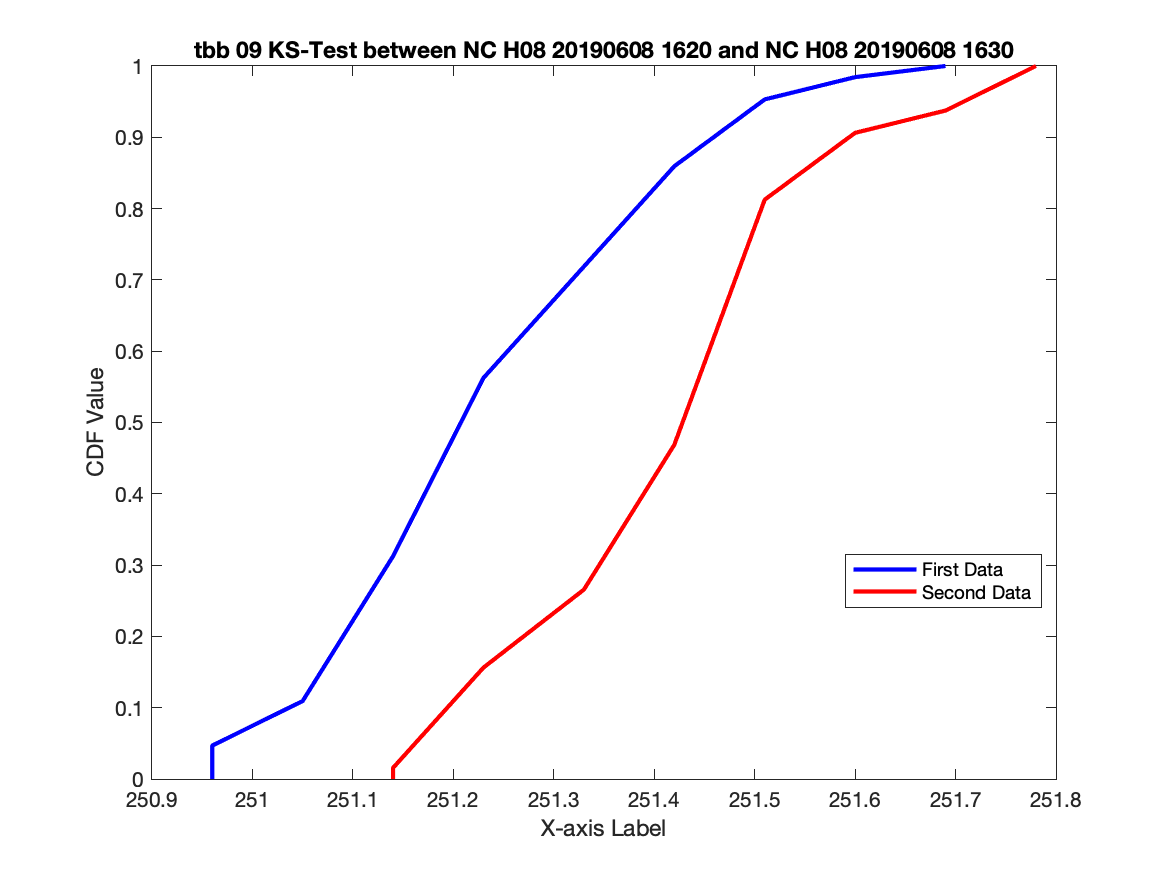 tbb 09 KS-Test between NC H08 20190608 1620 and NC H08 20190608 1630
1
0.9
0.8
0.7
0.6
0.5
0.4
0.3
0.2
0.1
0
CDF Value
First Data
Second Data
250.9 251 251.1 251.2 251.3 251.4 251.5 251.6 251.7 251.8
X-axis Label